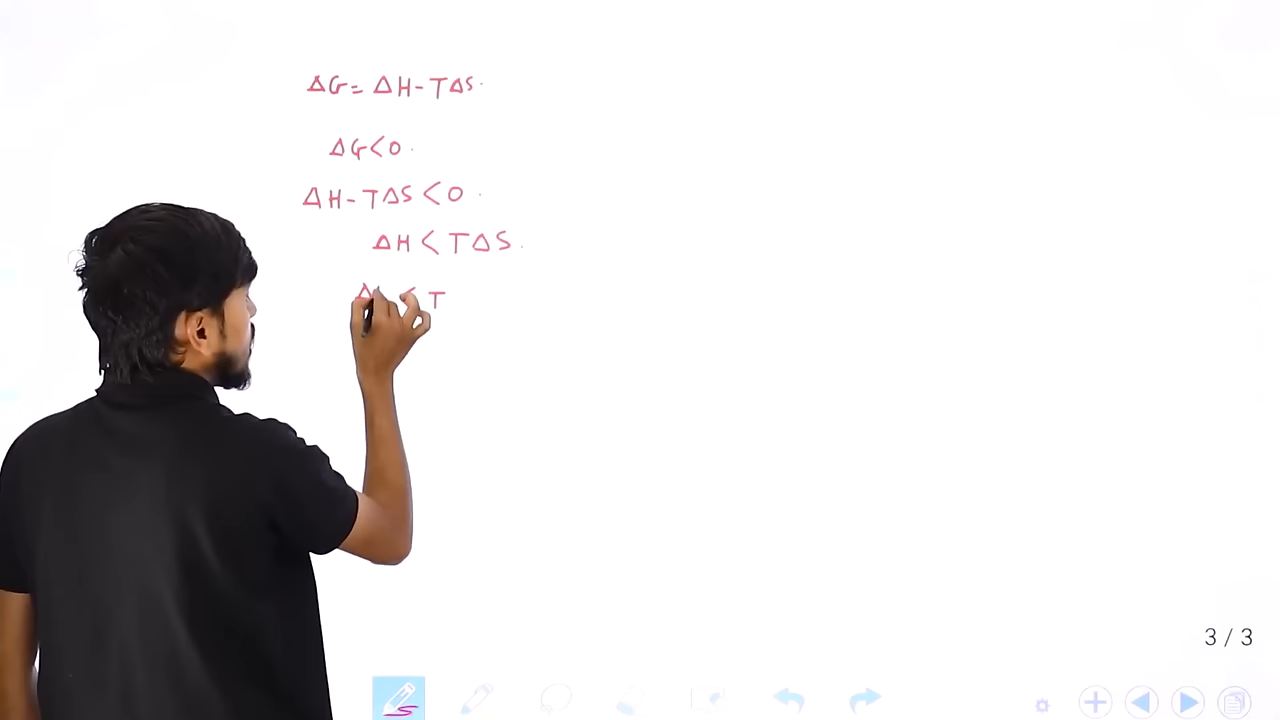 ΔG = ΔH - TΔS.
ΔG < 0.
ΔH - TΔS < 0.
ΔH < TΔS.
< T
3 / 3